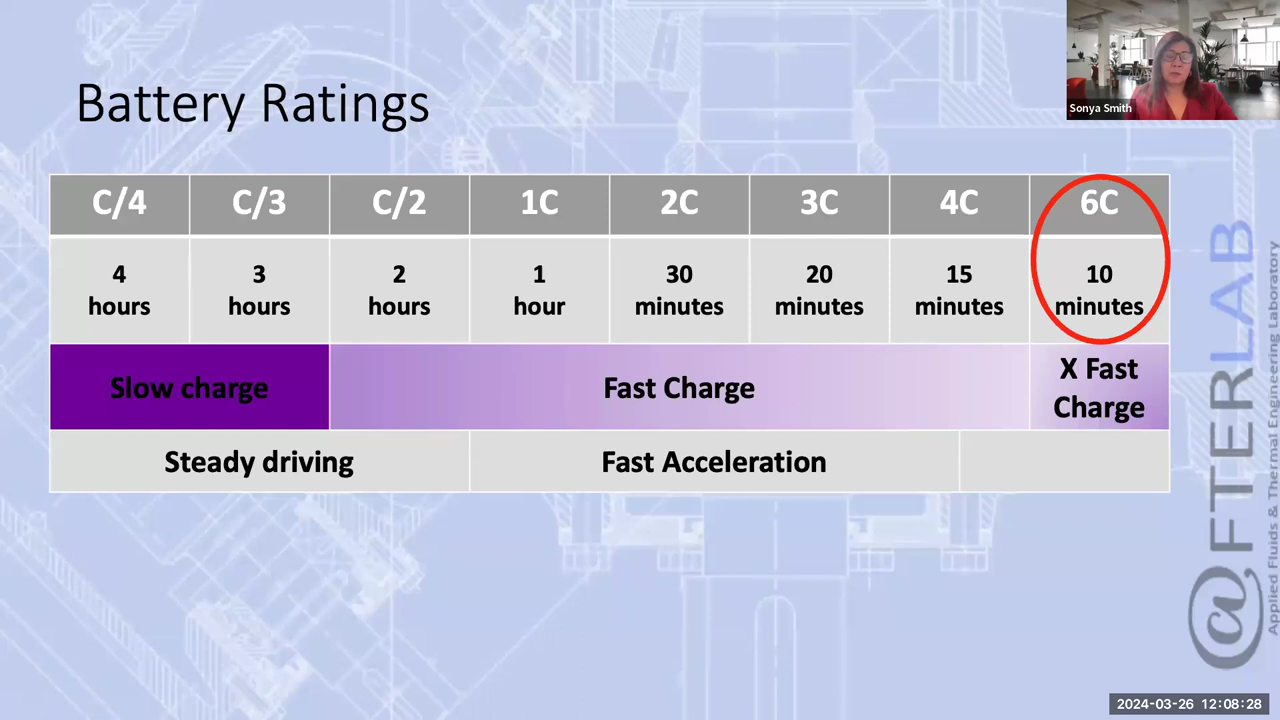 Battery Ratings
Sonya Smith
C/4 C/3 C/2 1C 2C 3C 4C 6C
4 hours 3 hours 2 hours 1 hour 30 minutes 20 minutes 15 minutes 10 minutes
Slow charge Fast Charge X Fast Charge
Steady driving Fast Acceleration
@FTERLAB
Applied Fluids & Thermal Engineering Laboratory
2024-03-26 12:08:28